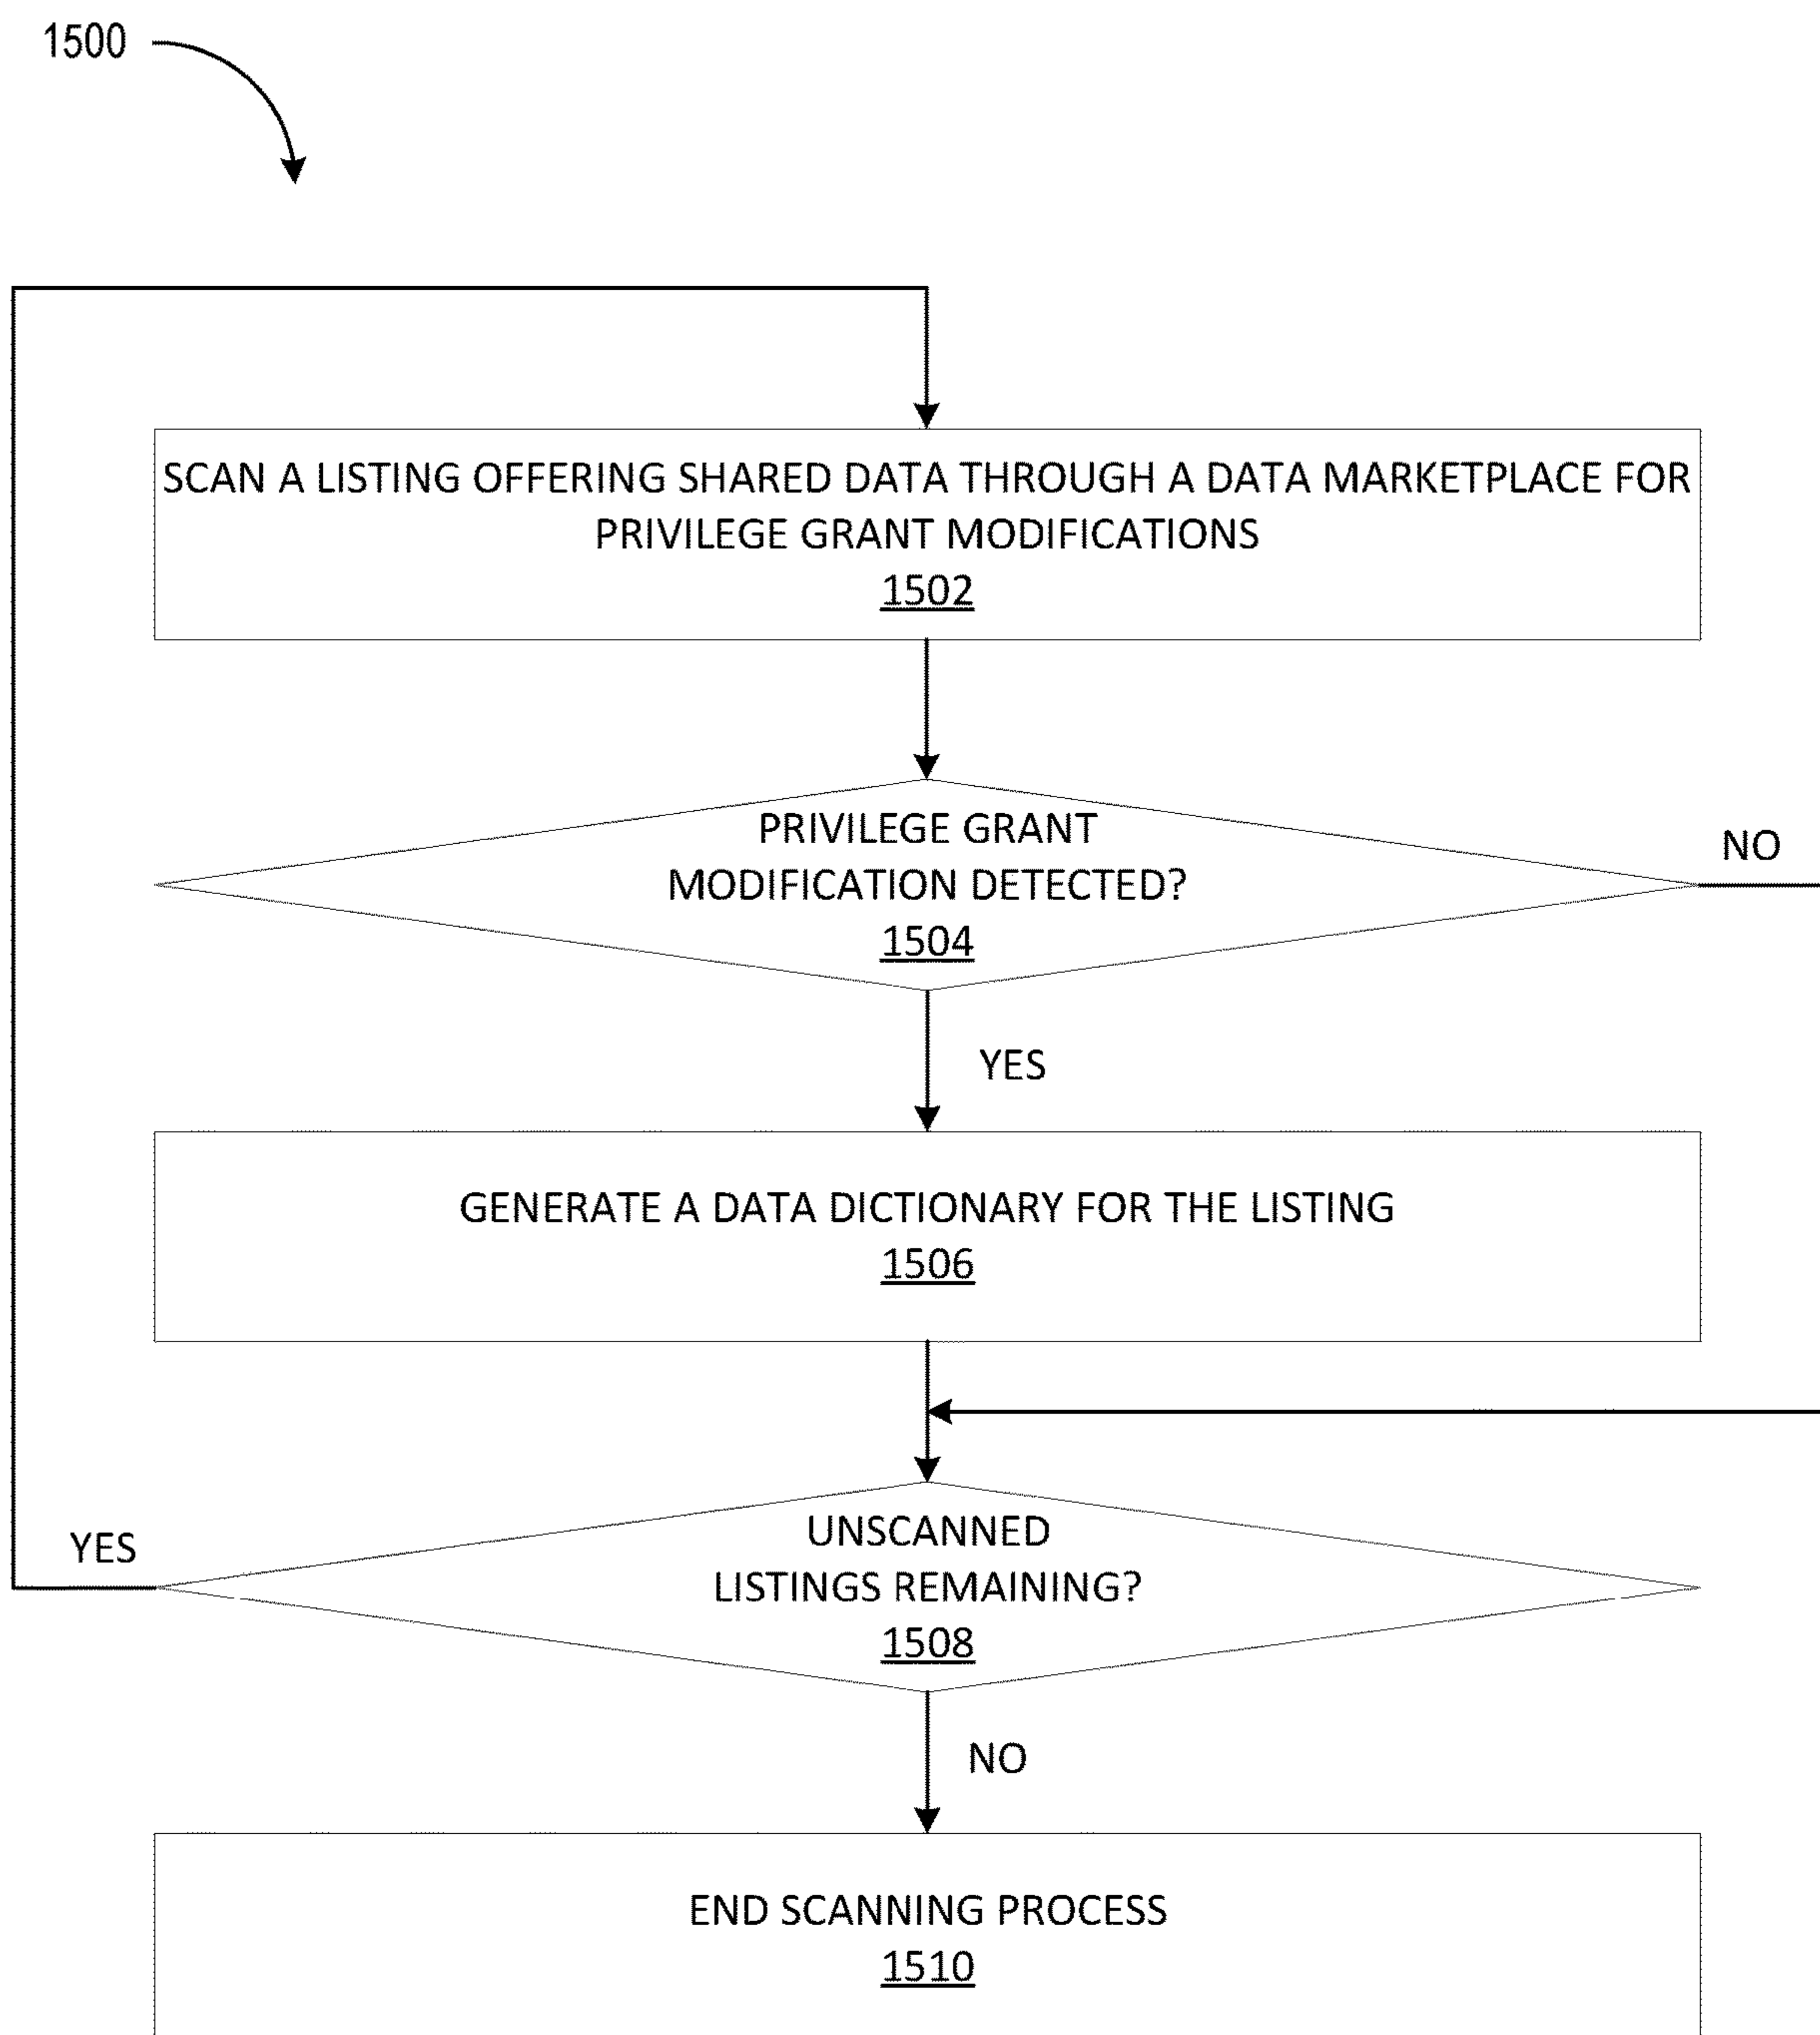 1500
SCAN A LISTING OFFERING SHARED DATA THROUGH A DATA MARKETPLACE FOR
PRIVILEGE GRANT MODIFICATIONS
1502
PRIVILEGE GRANT
MODIFICATION DETECTED?
1504
NO
YES
GENERATE A DATA DICTIONARY FOR THE LISTING
1506
UNSCANNED
LISTINGS REMAINING?
1508
YES
NO
END SCANNING PROCESS
1510